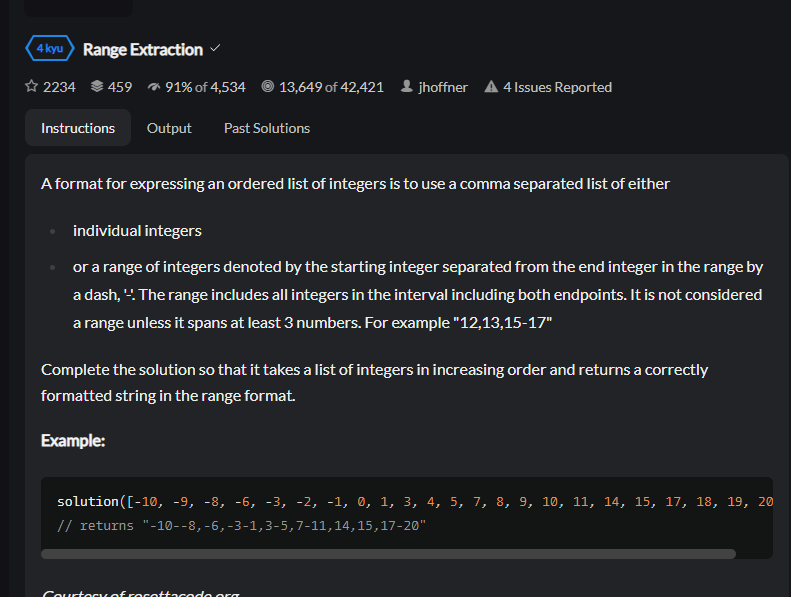 4 kyu Range Extraction
2234 459 91% of 4,534 13,649 of 42,421 jhoffner 4 Issues Reported
Instructions Output Past Solutions
A format for expressing an ordered list of integers is to use a comma separated list of either
individual integers
or a range of integers denoted by the starting integer separated from the end integer in the range by
a dash, '-'. The range includes all integers in the interval including both endpoints. It is not considered
a range unless it spans at least 3 numbers. For example "12,13,15-17"
Complete the solution so that it takes a list of integers in increasing order and returns a correctly
formatted string in the range format.
Example:
solution([-10, -9, -8, -6, -3, -2, -1, 0, 1, 3, 4, 5, 7, 8, 9, 10, 11, 14, 15, 17, 18, 19, 20
// returns "-10--8,-6,-3-1,3-5,7-11,14,15,17-20"
Courtesy of rosettacode.org